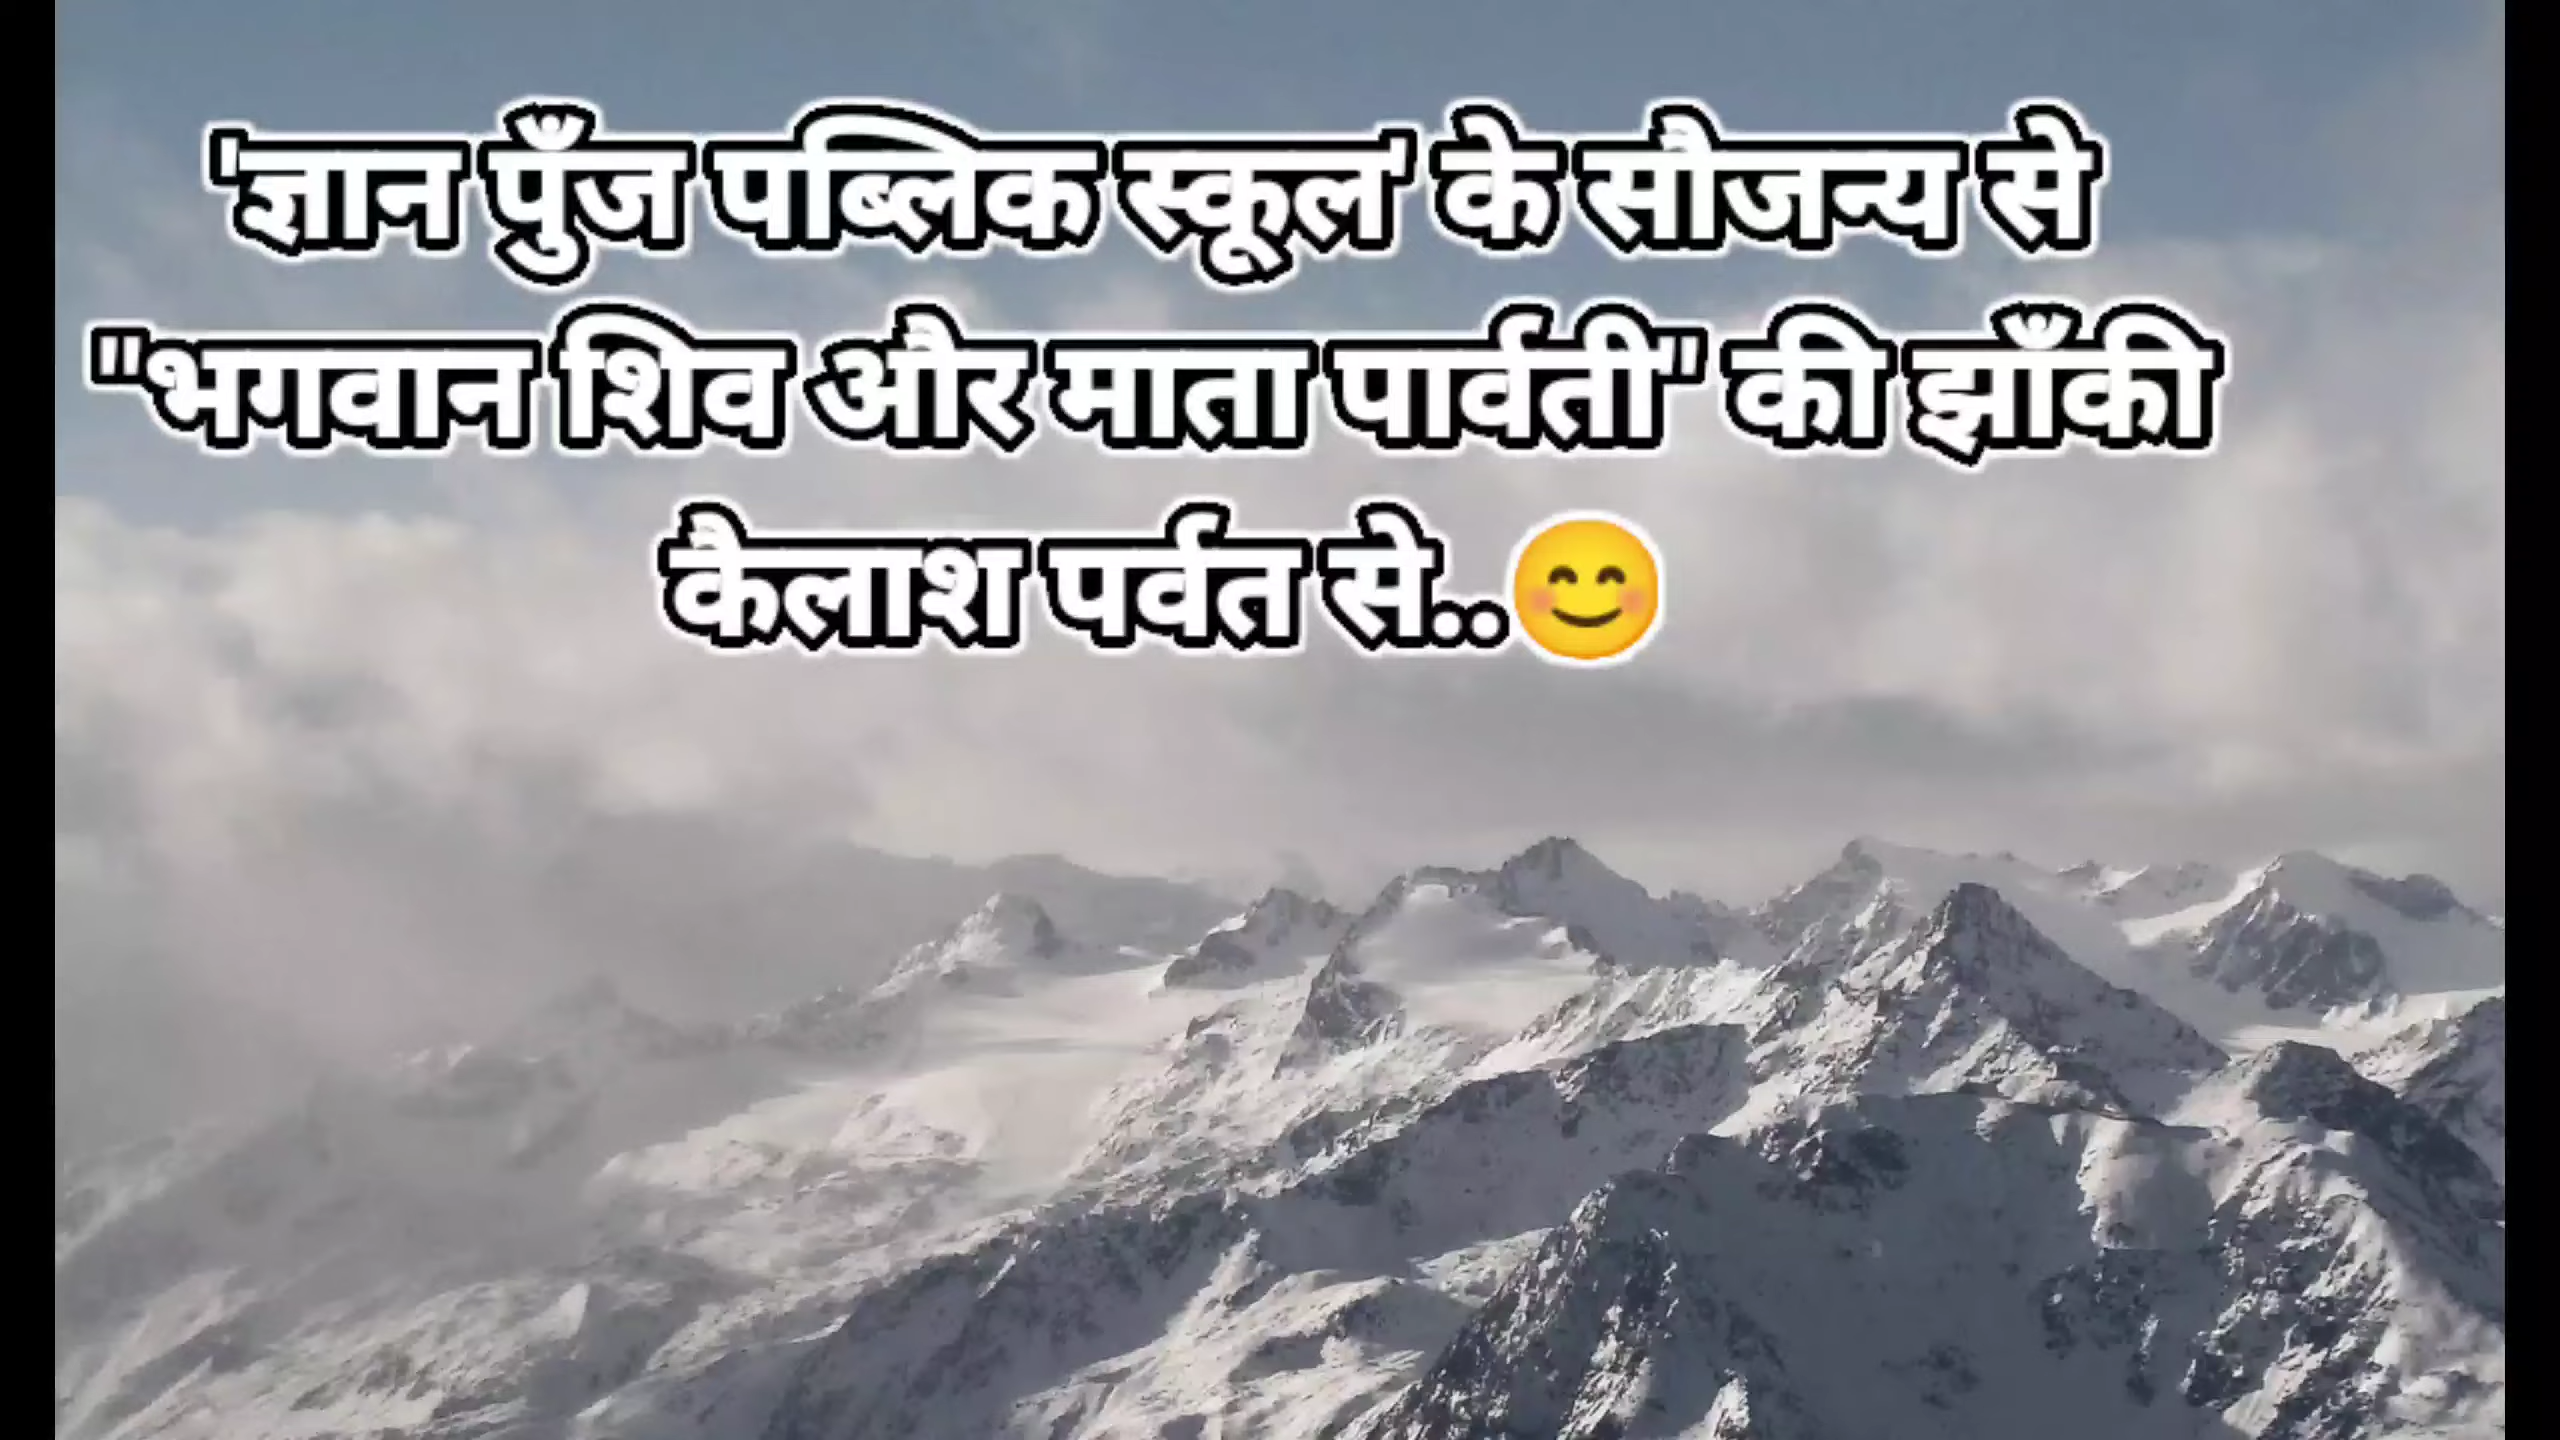 'ज्ञान पुँज पब्लिक स्कूल' के सौजन्य से
"भगवान शिव और माता पार्वती" की झाँकी
कैलाश पर्वत से..😊